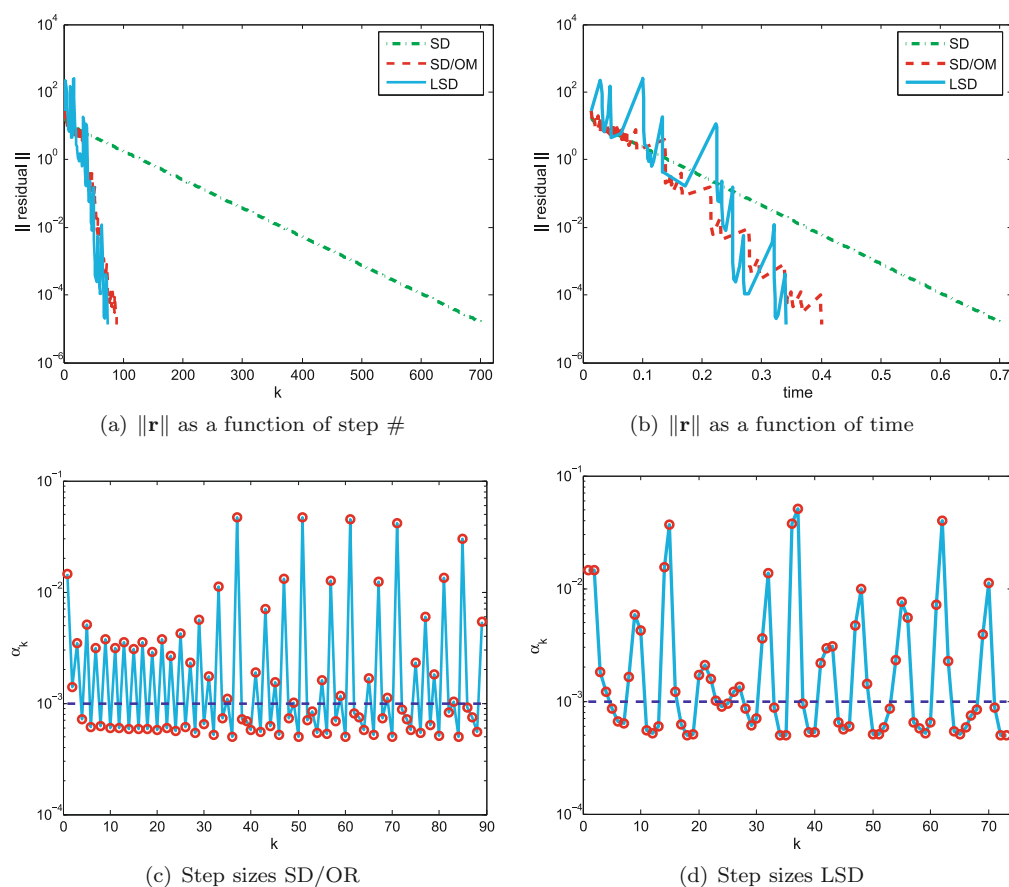 10^4
10^2
10^0
10^-2
10^-4
10^-6
|| residual ||
0 100 200 300 400 500 600 700
k
SD
SD/OM
LSD
(a) ‖r‖ as a function of step #
10^4
10^2
10^0
10^-2
10^-4
10^-6
|| residual ||
0 0.1 0.2 0.3 0.4 0.5 0.6 0.7
time
SD
SD/OM
LSD
(b) ‖r‖ as a function of time
10^-1
10^-2
10^-3
10^-4
α_k
0 10 20 30 40 50 60 70 80 90
k
(c) Step sizes SD/OR
10^-1
10^-2
10^-3
10^-4
α_k
0 10 20 30 40 50 60 70
k
(d) Step sizes LSD